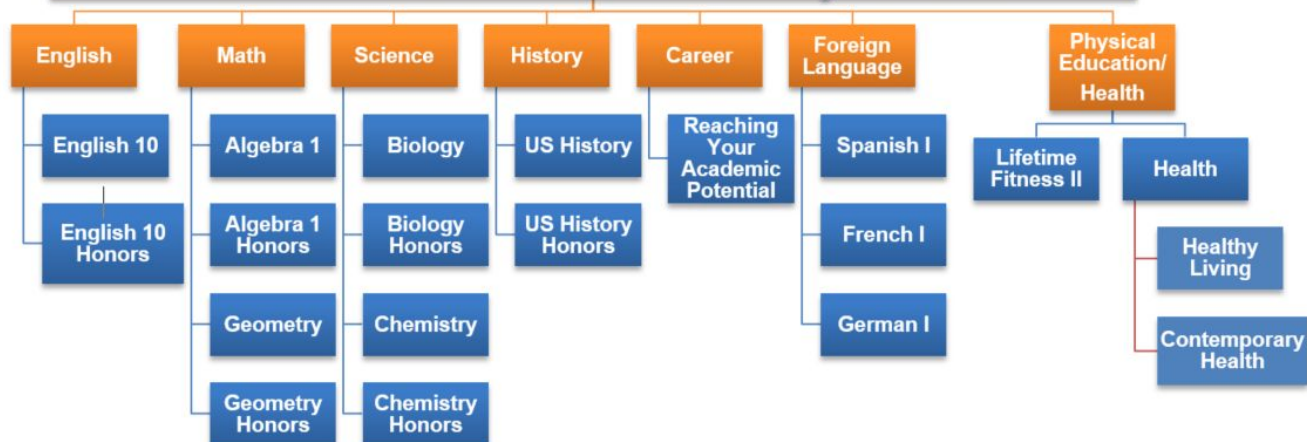 English
Math
Science
History
Career
Foreign
Language
Physical
Education/
Health
English 10
English 10
Honors
Algebra 1
Algebra 1
Honors
Geometry
Geometry
Honors
Biology
Biology
Honors
Chemistry
Chemistry
Honors
US History
US History
Honors
Reaching
Your
Academic
Potential
Spanish I
French I
German I
Lifetime
Fitness II
Health
Healthy
Living
Contemporary
Health